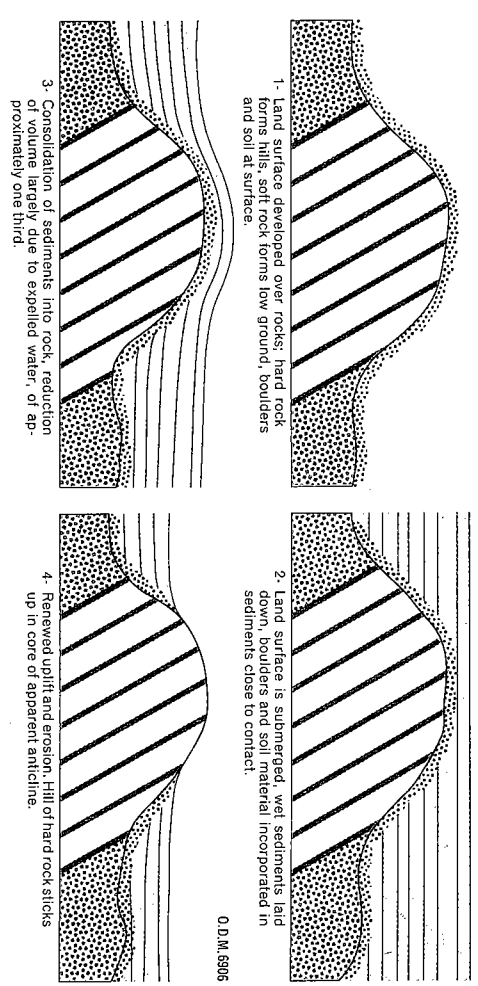 1- Land surface developed over rocks; hard rock
forms hills, soft rock forms low ground, boulders
and soil at surface.
2- Land surface is submerged, wet sediments laid
down, boulders and soil material incorporated in
sediments close to contact.
3- Consolidation of sediments into rock, reduction
of volume largely due to expelled water, of ap-
proximately one third.
4- Renewed uplift and erosion. Hill of hard rock sticks
up in core of apparent anticline.
O.D.M. 6906